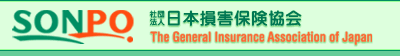 SONPO
社団法人日本損害保険協会
The General Insurance Association of Japan